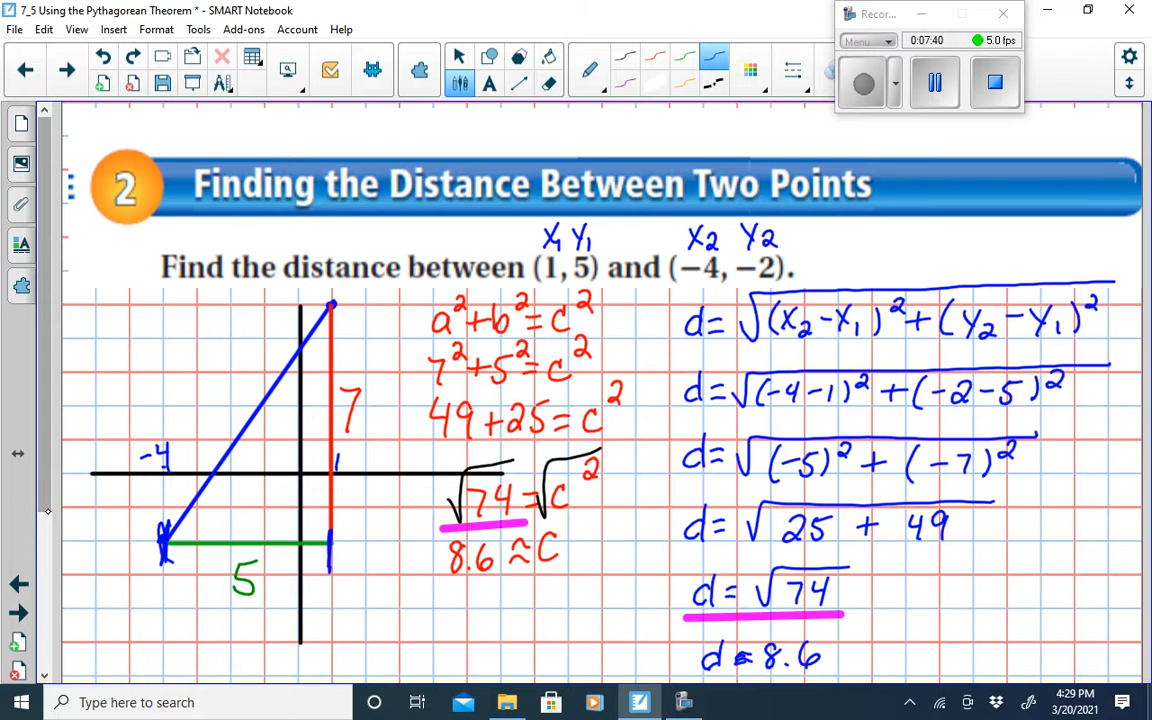 7_5 Using the Pythagorean Theorem * - SMART Notebook
File Edit View Insert Format Tools Add-ons Account Help
Recor...
Menu
0:07:40
5.0 fps
2 Finding the Distance Between Two Points
X1 Y1 X2 Y2
Find the distance between (1, 5) and (−4, −2).
a²+b²=c²
7²+5²=c²
49+25=c²
√74=√c²
8.6≈c
7
-4
1
5
d=√(X2-X1)²+(Y2-Y1)²
d=√(-4-1)²+(-2-5)²
d=√(-5)²+(-7)²
d=√25+49
d=√74
d≈8.6
Type here to search
4:29 PM
3/20/2021